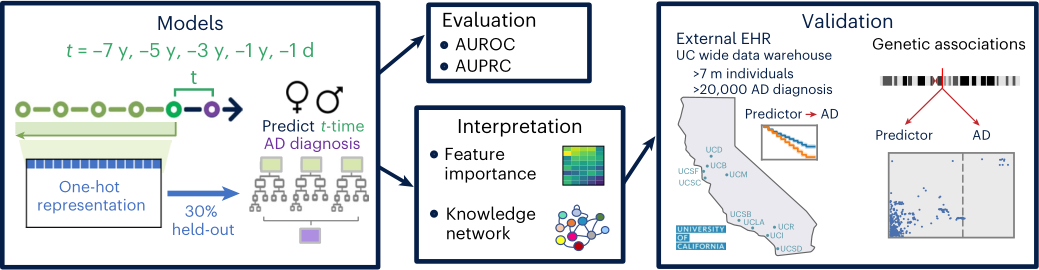 Models
t = –7 y, –5 y, –3 y, –1 y, –1 d
t
Predict t-time
AD diagnosis
One-hot
representation
30%
held-out
Evaluation
AUROC
AUPRC
Interpretation
Feature
importance
Knowledge
network
Validation
External EHR
UC wide data warehouse
>7 m individuals
>20,000 AD diagnosis
Predictor → AD
UCD
UCB
UCSF
UCM
UCSC
UCSB
UCLA
UCR
UCI
UCSD
UNIVERSITY
OF
CALIFORNIA
Genetic associations
Predictor
AD